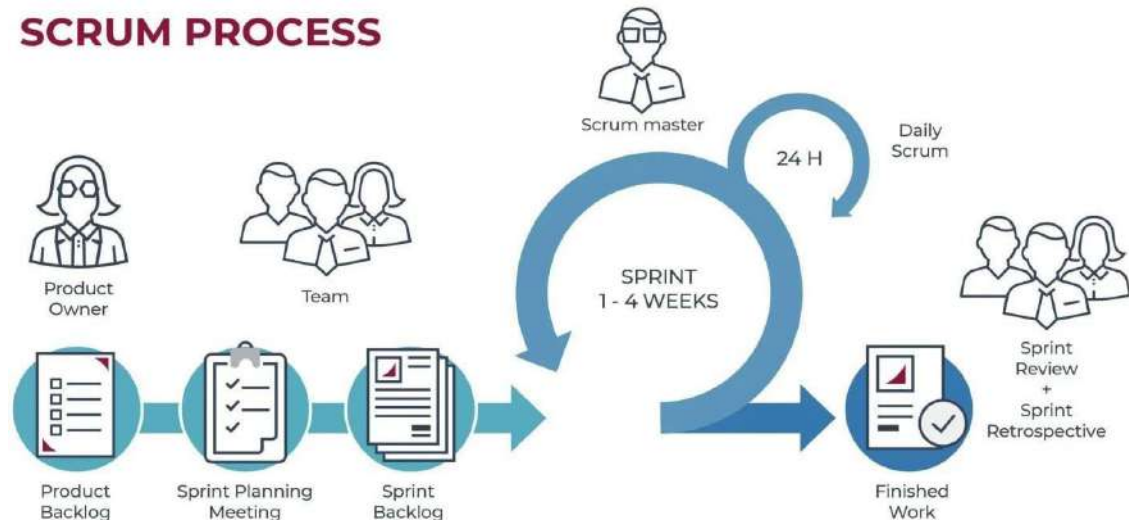 SCRUM PROCESS
Scrum master
Daily
Scrum
24 H
Product
Owner
Team
SPRINT
1 - 4 WEEKS
Sprint
Review
+
Sprint
Retrospective
Product
Backlog
Sprint Planning
Meeting
Sprint
Backlog
Finished
Work